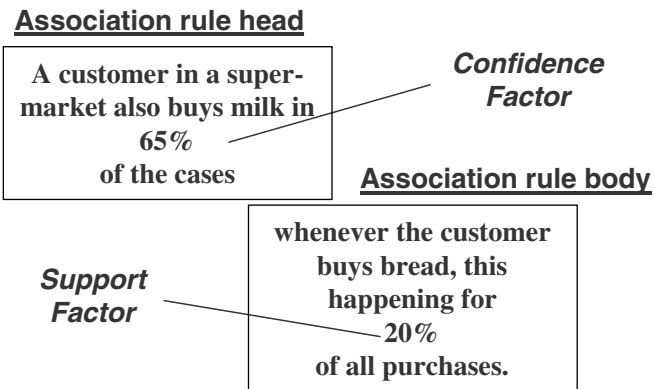 Association rule head
A customer in a super-
market also buys milk in
65%
of the cases
Confidence
Factor
Association rule body
whenever the customer
buys bread, this
happening for
20%
of all purchases.
Support
Factor